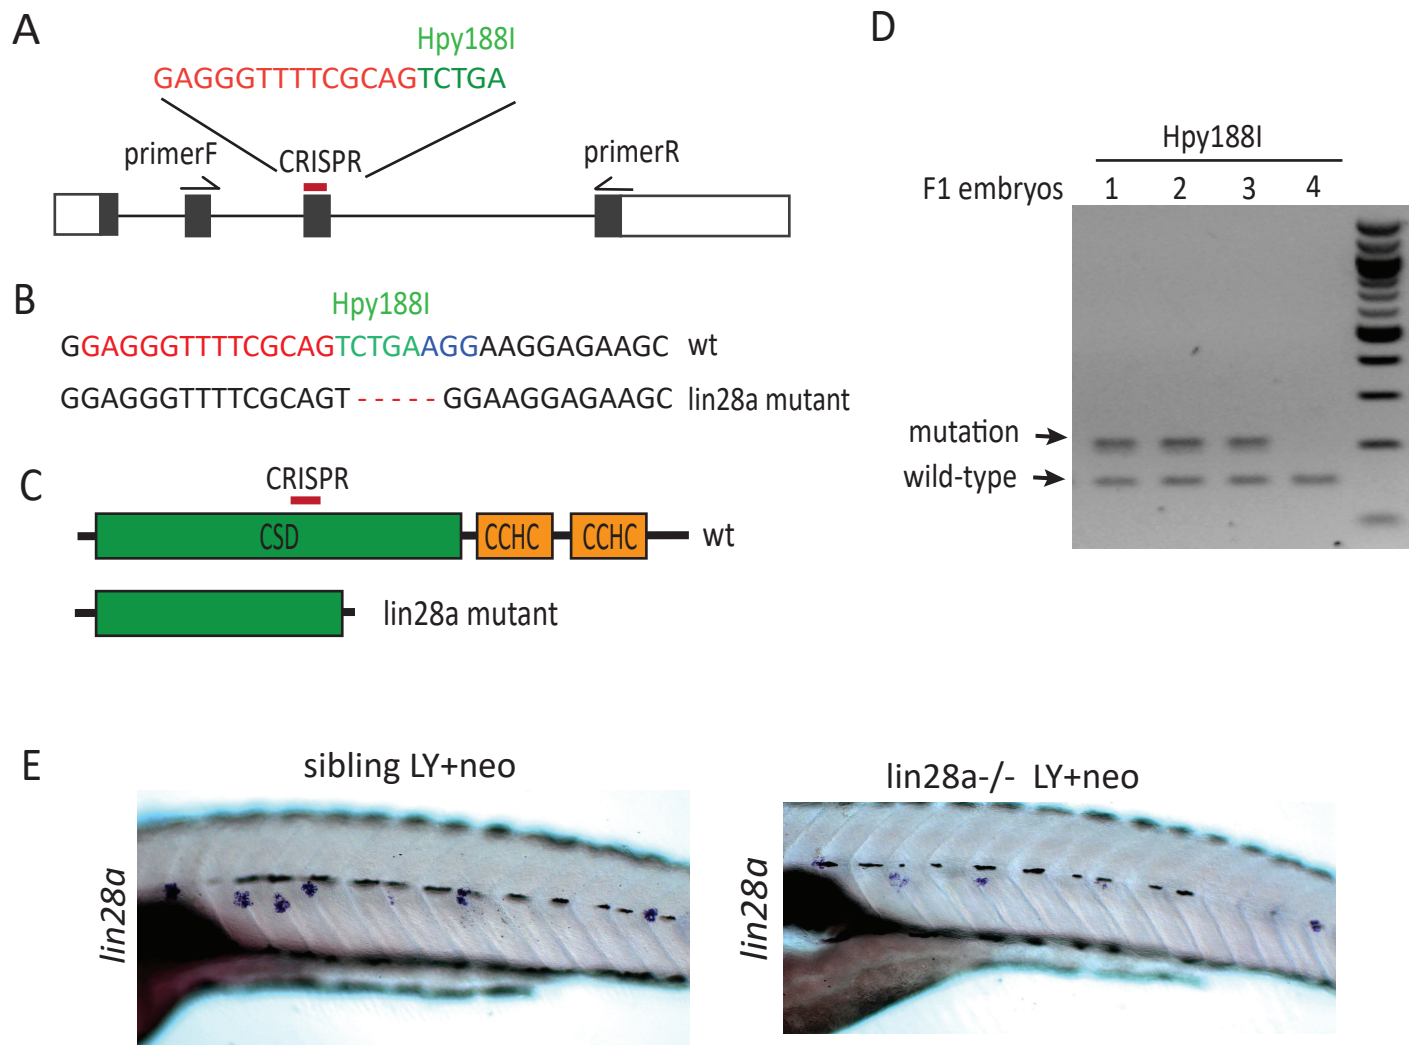 A
Hpy188I
GAGGGTTTTCGCAGTCTGA
primerF
CRISPR
primerR
B
Hpy188I
GGAGGGTTTTCGCAGTCTGAAGGAAGGAGAAGC wt
GGAGGGTTTTCGCAGT - - - - - GGAAGGAGAAGC lin28a mutant
C
CRISPR
CSD CCHC CCHC wt
lin28a mutant
D
Hpy188I
F1 embryos 1 2 3 4
mutation
wild-type
E
sibling LY+neo
lin28a
lin28a-/- LY+neo
lin28a